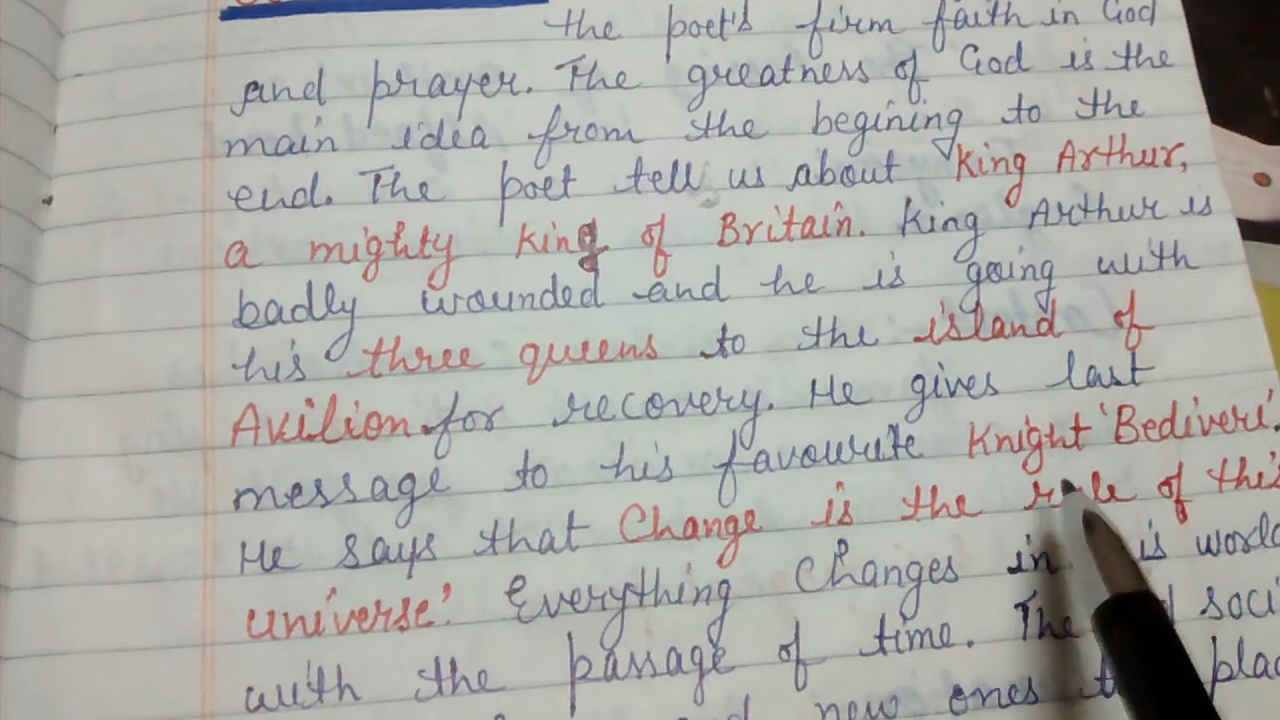 the poet's firm faith in God
and prayer. The greatness of God is the
main idea from the begining to the
end. The poet tell us about King Arthur,
a mighty king of Britain. King Arthur is
badly wounded and he is going with
his three queens to the island of
Avilion for recovery. He gives last
message to his favourite Knight 'Bediveri'.
He says that Change is the rule of this
universe'. Everything Changes in is
with the passage of time. The
new ones